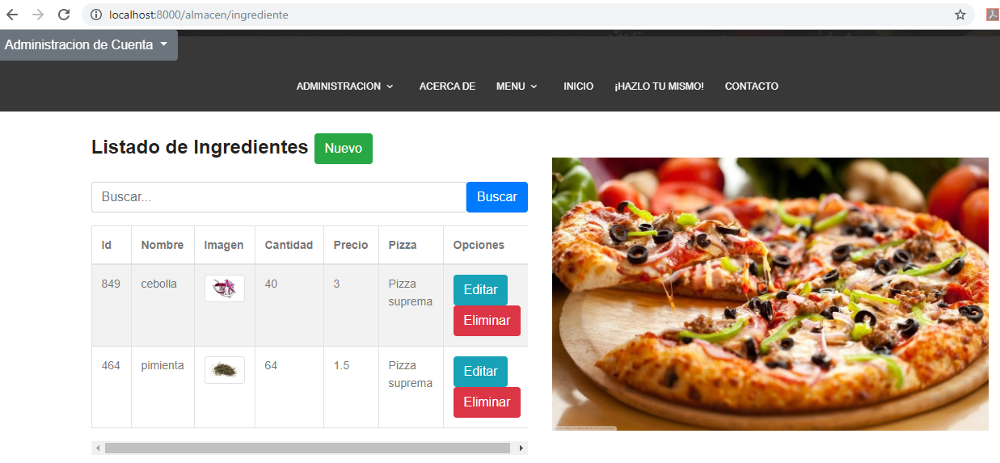 localhost:8000/almacen/ingrediente
Administracion de Cuenta
ADMINISTRACION ACERCA DE MENU INICIO ¡HAZLO TU MISMO! CONTACTO
Listado de Ingredientes Nuevo
Buscar... Buscar
Id Nombre Imagen Cantidad Precio Pizza Opciones
849 cebolla 40 3 Pizza suprema Editar
Eliminar
464 pimienta 64 1.5 Pizza suprema Editar
Eliminar